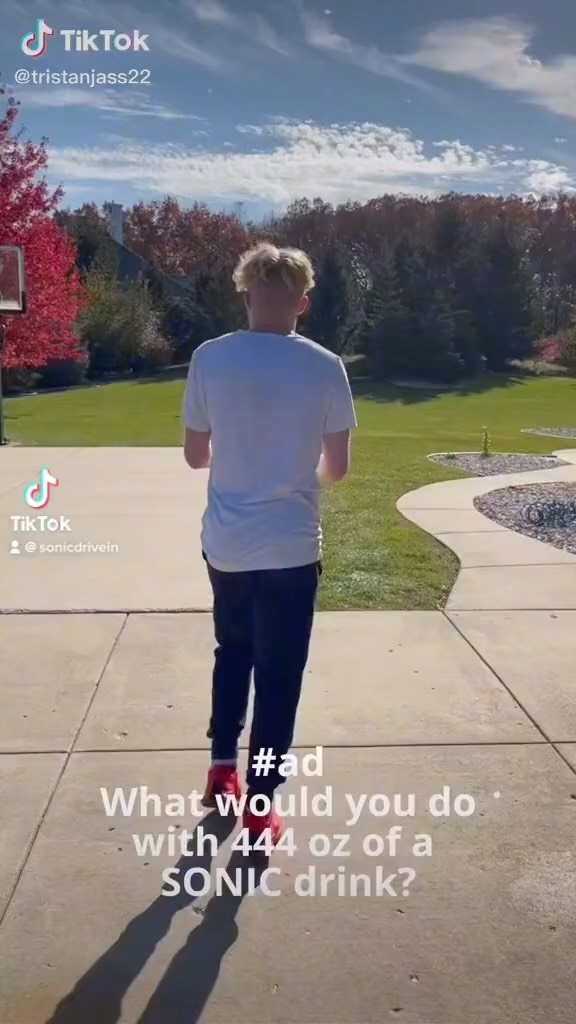 TikTok
@tristanjass22
TikTok
@sonicdrivein
#ad
What would you do
with 444 oz of a
SONIC drink?